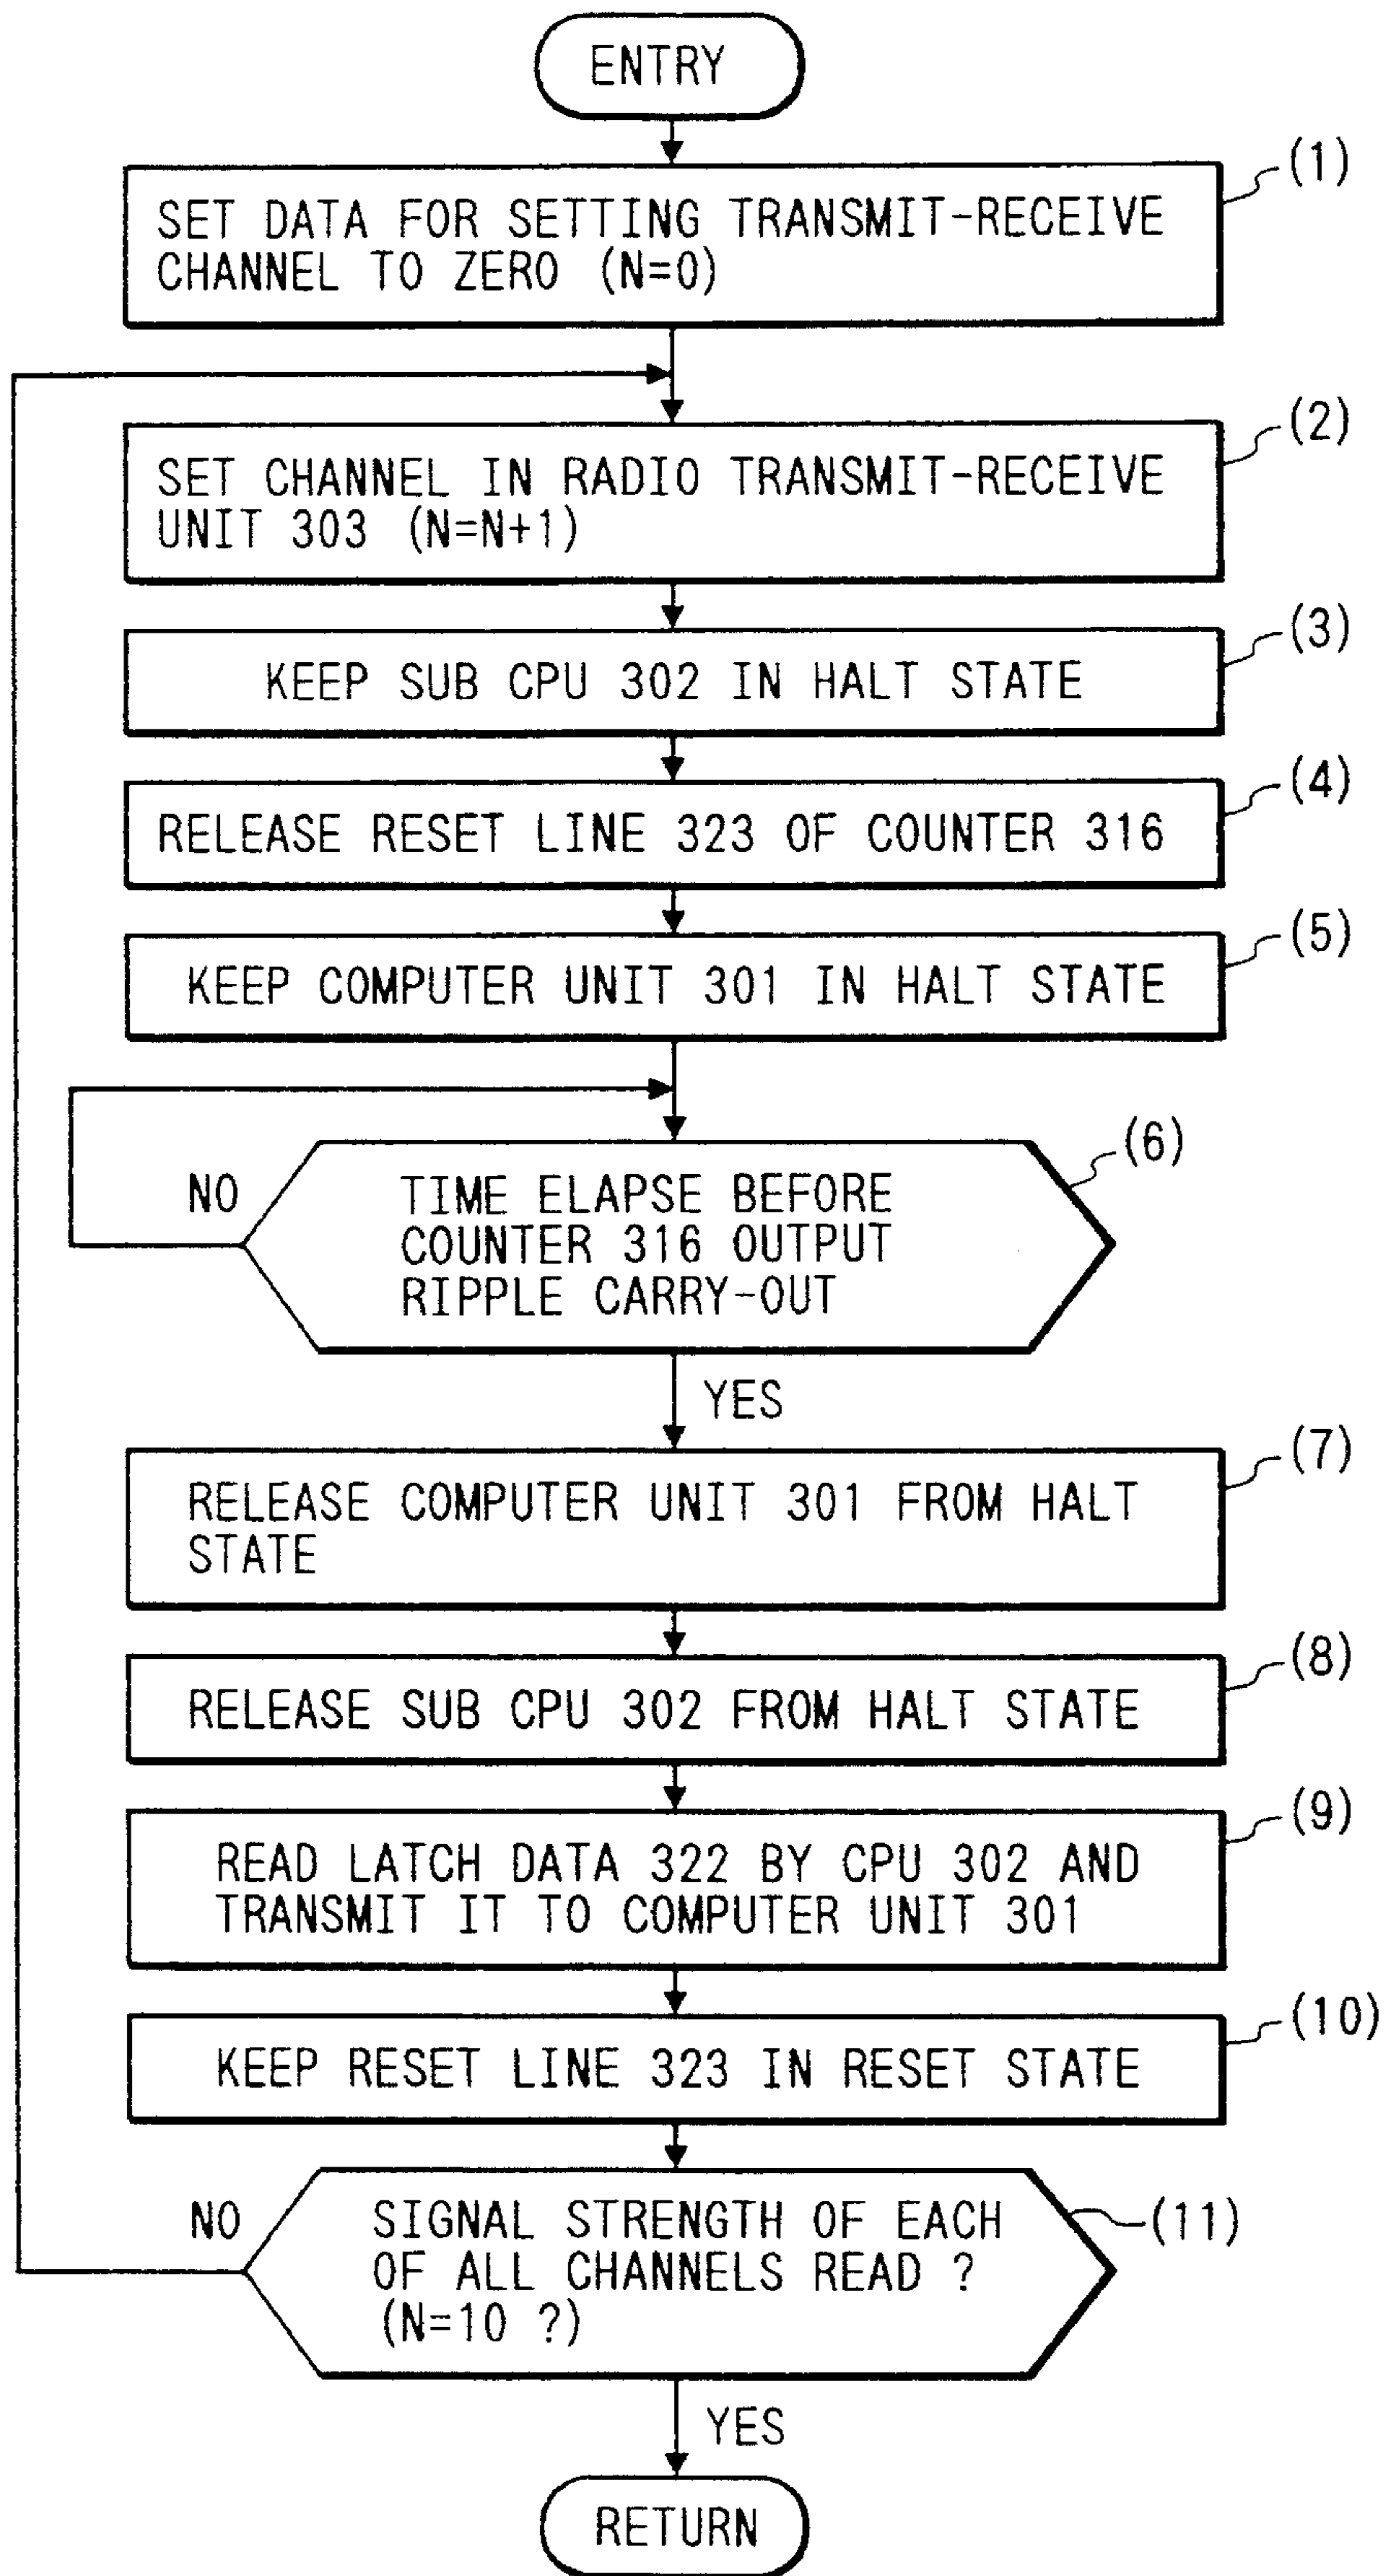 ENTRY
(1)
SET DATA FOR SETTING TRANSMIT-RECEIVE
CHANNEL TO ZERO (N=0)
(2)
SET CHANNEL IN RADIO TRANSMIT-RECEIVE
UNIT 303 (N=N+1)
(3)
KEEP SUB CPU 302 IN HALT STATE
(4)
RELEASE RESET LINE 323 OF COUNTER 316
(5)
KEEP COMPUTER UNIT 301 IN HALT STATE
(6)
NO
TIME ELAPSE BEFORE
COUNTER 316 OUTPUT
RIPPLE CARRY-OUT
YES
(7)
RELEASE COMPUTER UNIT 301 FROM HALT
STATE
(8)
RELEASE SUB CPU 302 FROM HALT STATE
(9)
READ LATCH DATA 322 BY CPU 302 AND
TRANSMIT IT TO COMPUTER UNIT 301
(10)
KEEP RESET LINE 323 IN RESET STATE
(11)
NO
SIGNAL STRENGTH OF EACH
OF ALL CHANNELS READ ?
(N=10 ?)
YES
RETURN